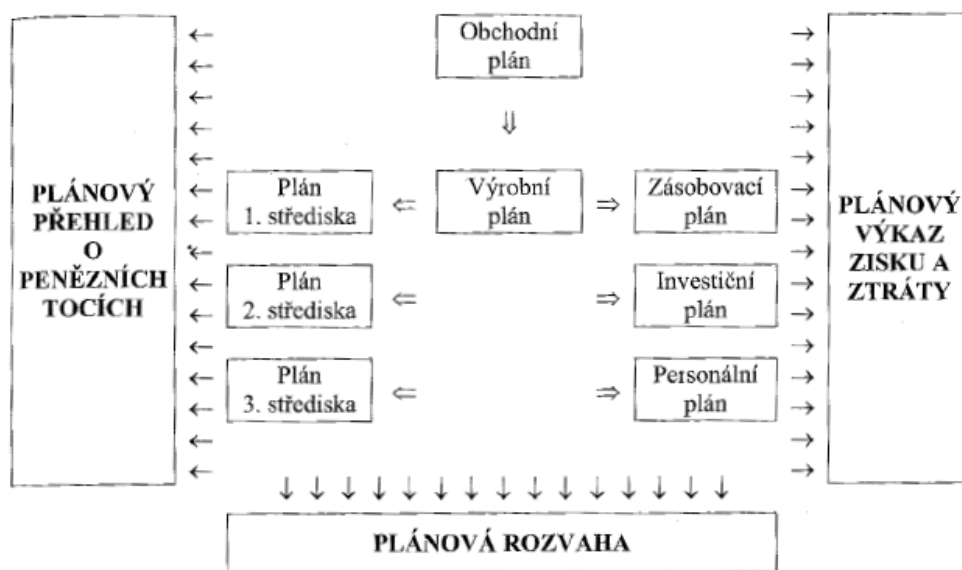 Obchodní
plán
PLÁNOVÝ
PŘEHLED
O
PENĚZNÍCH
TOCÍCH
Plán
1. střediska
Výrobní
plán
Zásobovací
plán
Plán
2. střediska
Investiční
plán
Plán
3. střediska
Personální
plán
PLÁNOVÝ
VÝKAZ
ZISKU A
ZTRÁTY
PLÁNOVÁ ROZVAHA